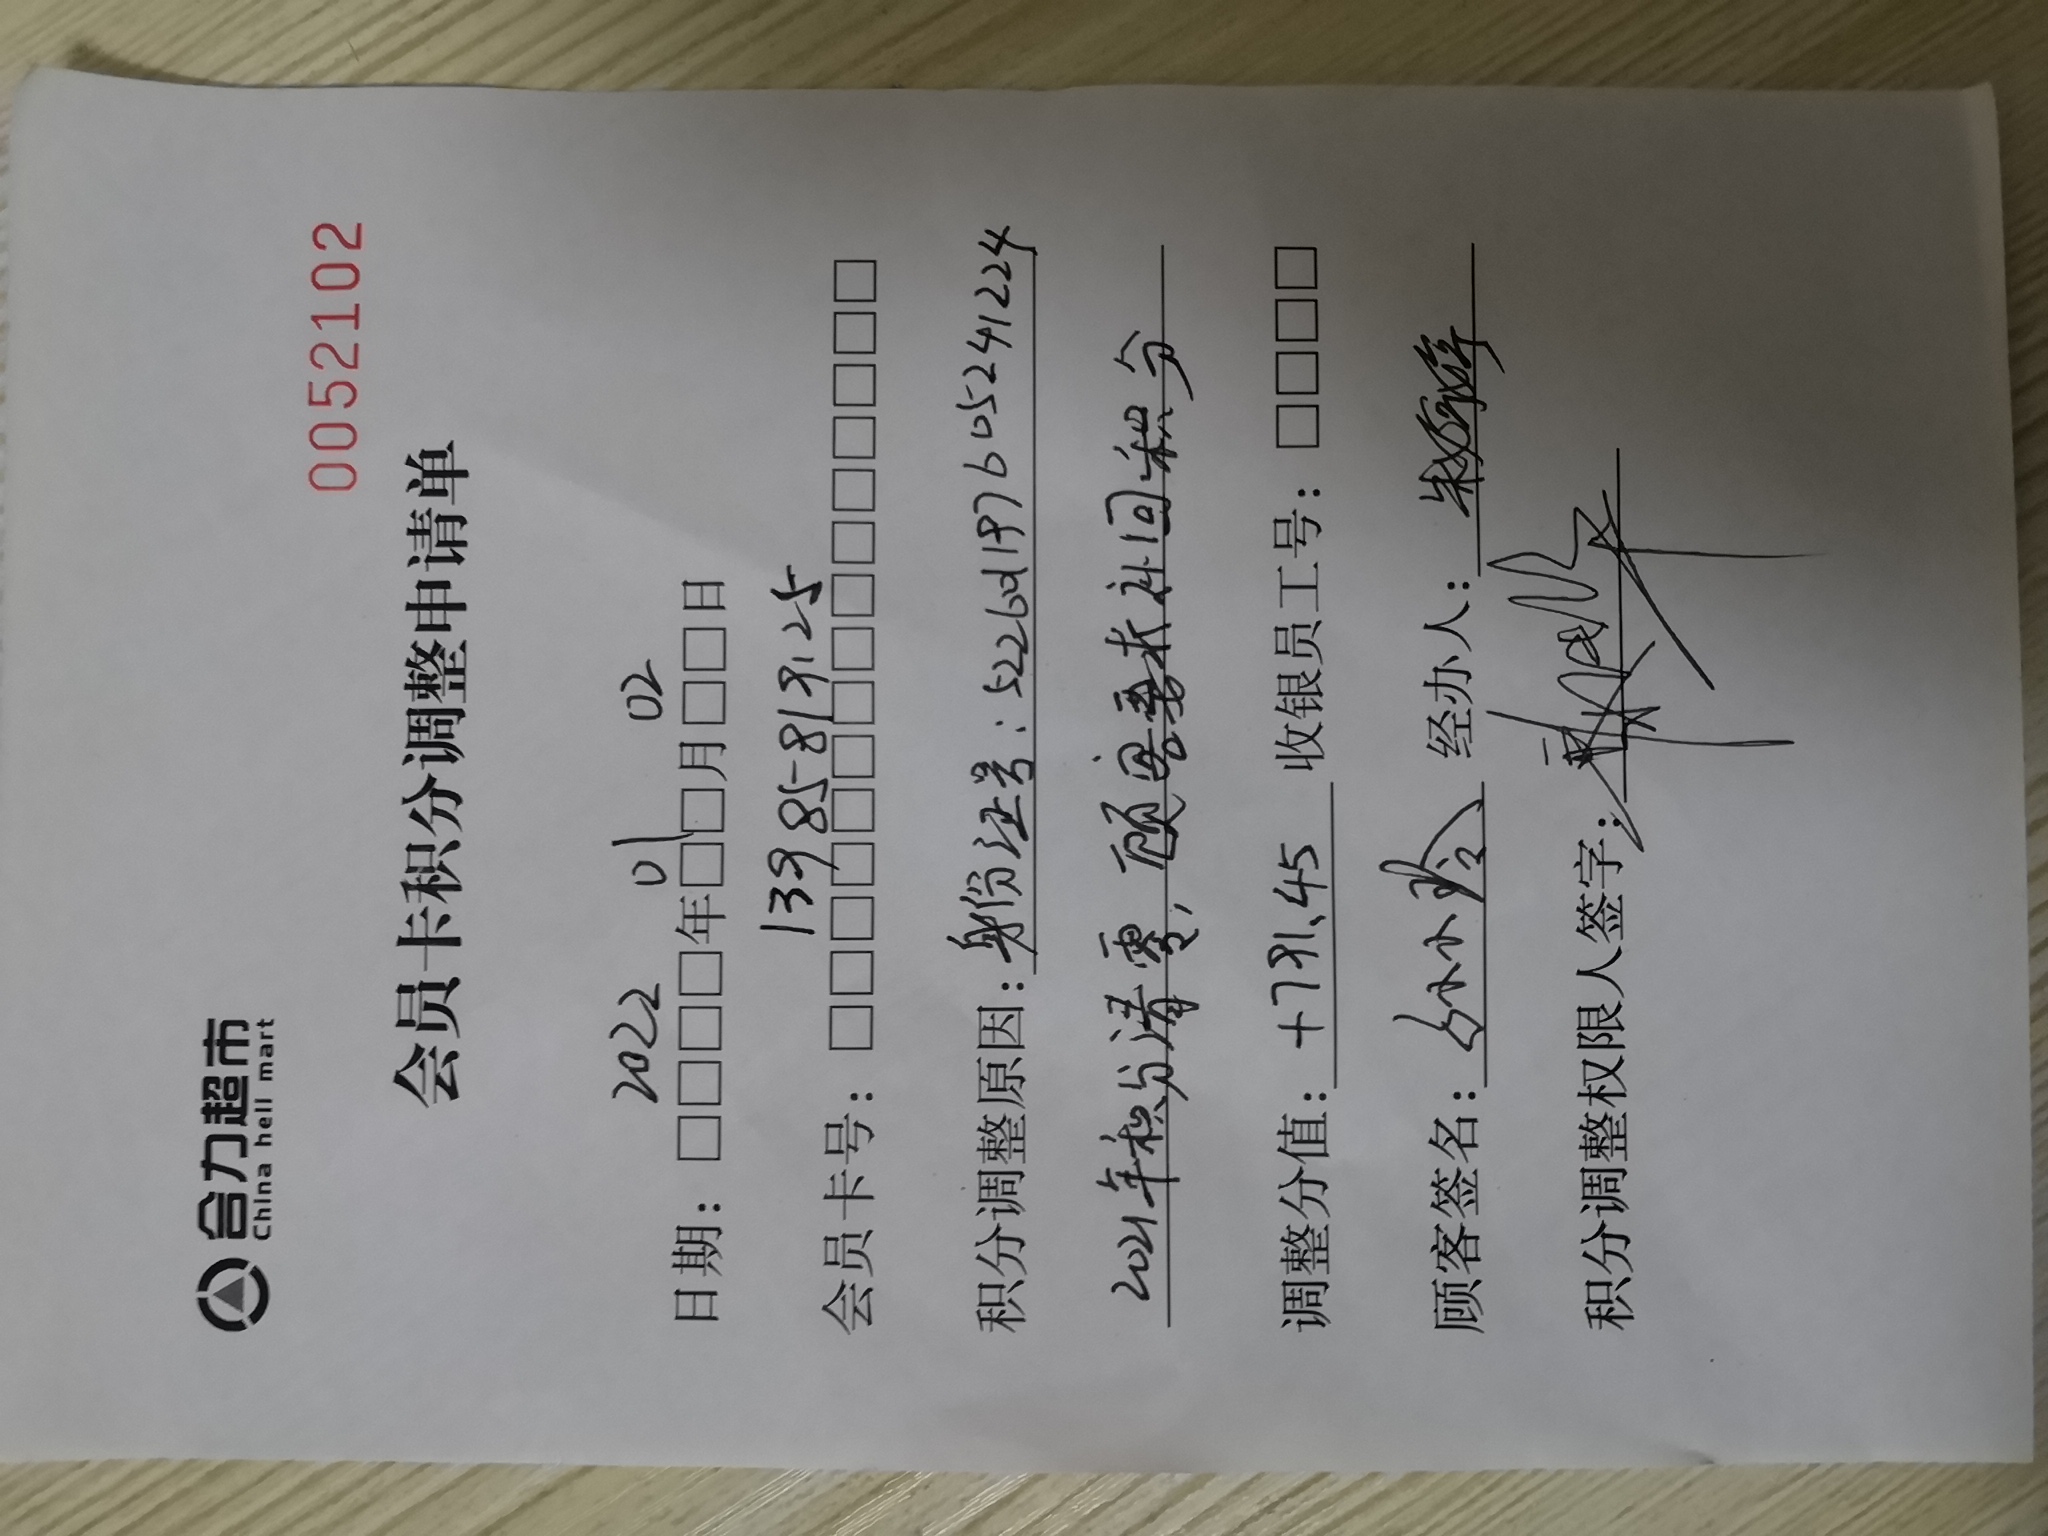 合力超市
China hell mart
0052102
会员卡积分调整申请单
日期：2022年01月02日
会员卡号：13985819125
积分调整原因：身份证号：522601197605241224
2021年积分清零，顾客要求补回积分
调整分值：+791.45 收银员工号：
顾客签名： 经办人：
积分调整权限人签字：